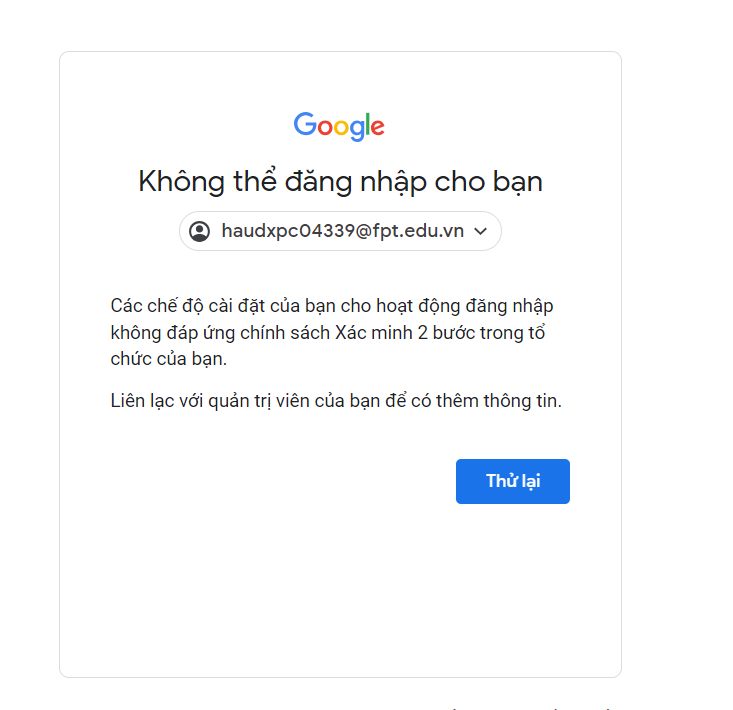 Google
Không thể đăng nhập cho bạn
haudxpc04339@fpt.edu.vn
Các chế độ cài đặt của bạn cho hoạt động đăng nhập
không đáp ứng chính sách Xác minh 2 bước trong tổ
chức của bạn.
Liên lạc với quản trị viên của bạn để có thêm thông tin.
Thử lại